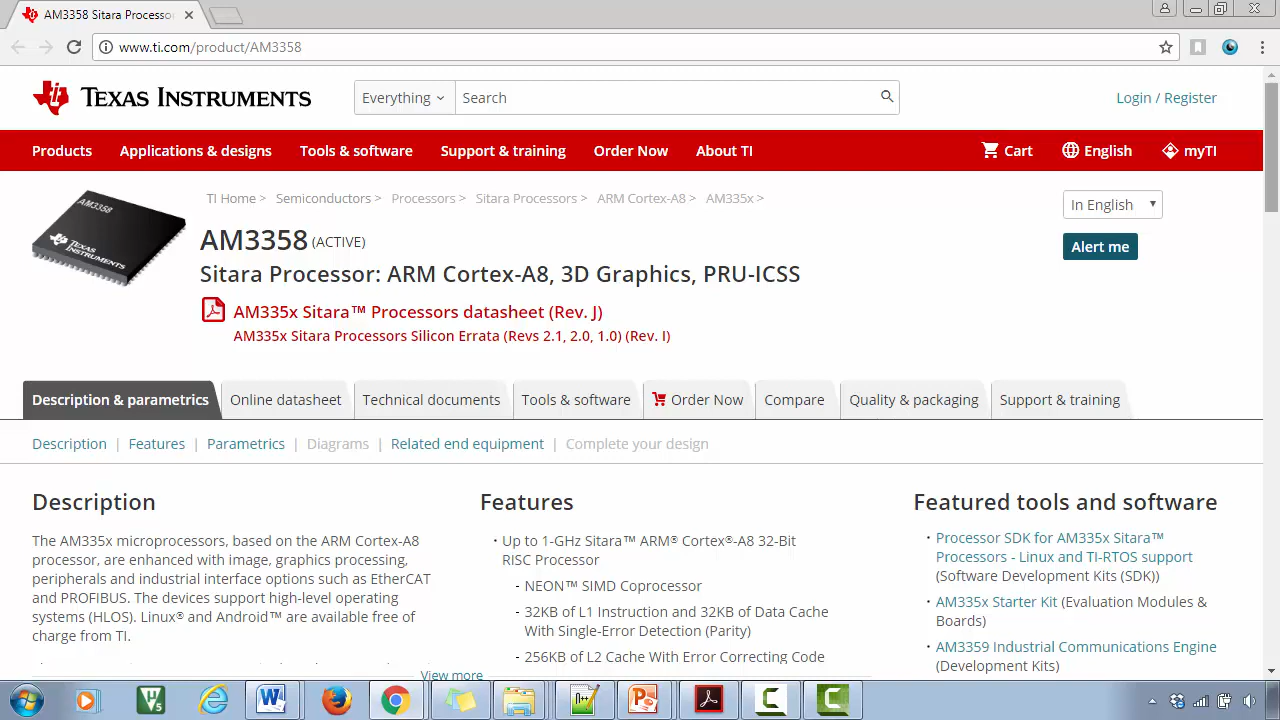 AM3358 Sitara Processo
www.ti.com/product/AM3358
TEXAS INSTRUMENTS
Everything
Search
Login / Register
Products
Applications & designs
Tools & software
Support & training
Order Now
About TI
Cart
English
myTI
AM3358
TEXAS
INSTRUMENTS
TI Home > Semiconductors > Processors > Sitara Processors > ARM Cortex-A8 > AM335x >
In English
AM3358 (ACTIVE)
Alert me
Sitara Processor: ARM Cortex-A8, 3D Graphics, PRU-ICSS
AM335x Sitara™ Processors datasheet (Rev. J)
AM335x Sitara Processors Silicon Errata (Revs 2.1, 2.0, 1.0) (Rev. I)
Description & parametrics
Online datasheet
Technical documents
Tools & software
Order Now
Compare
Quality & packaging
Support & training
Description | Features | Parametrics | Diagrams | Related end equipment | Complete your design
Description
The AM335x microprocessors, based on the ARM Cortex-A8
processor, are enhanced with image, graphics processing,
peripherals and industrial interface options such as EtherCAT
and PROFIBUS. The devices support high-level operating
systems (HLOS). Linux® and Android™ are available free of
charge from TI.
View more
Features
· Up to 1-GHz Sitara™ ARM® Cortex®-A8 32-Bit
RISC Processor
- NEON™ SIMD Coprocessor
- 32KB of L1 Instruction and 32KB of Data Cache
With Single-Error Detection (Parity)
- 256KB of L2 Cache With Error Correcting Code
Featured tools and software
· Processor SDK for AM335x Sitara™
Processors - Linux and TI-RTOS support
(Software Development Kits (SDK))
· AM335x Starter Kit (Evaluation Modules &
Boards)
· AM3359 Industrial Communications Engine
(Development Kits)